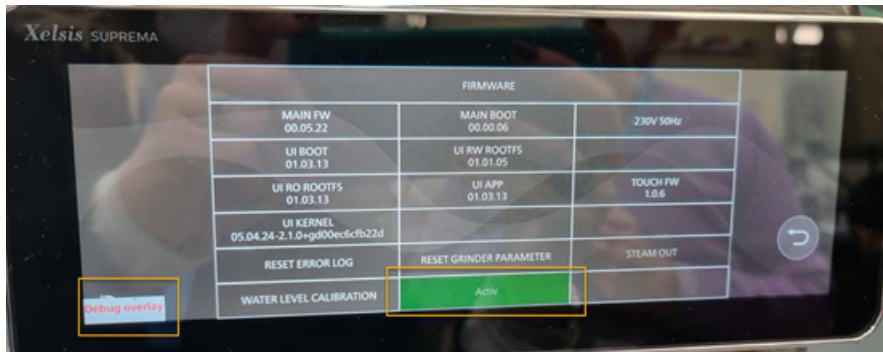 Xelsis SUPREMA
FIRMWARE
MAIN FW
00.05.22
MAIN BOOT
00.00.06
230V 50Hz
UI BOOT
01.03.13
UI RW ROOTFS
01.01.05
UI RO ROOTFS
01.03.13
UI APP
01.03.13
TOUCH FW
1.0.6
UI KERNEL
05.04.24-2.1.0+gd00ec6cfb22d
RESET ERROR LOG
RESET GRINDER PARAMETER
STEAM OUT
WATER LEVEL CALIBRATION
Activ
Debug overlay